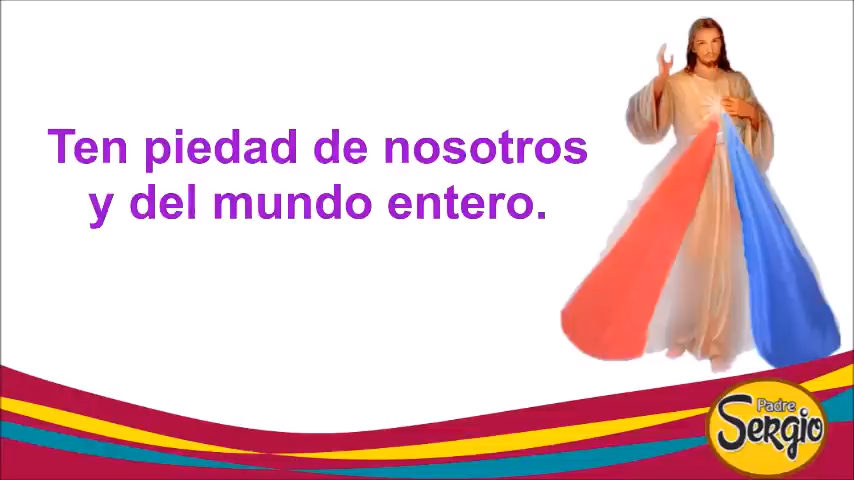 Ten piedad de nosotros
y del mundo entero.
Padre
Sergio